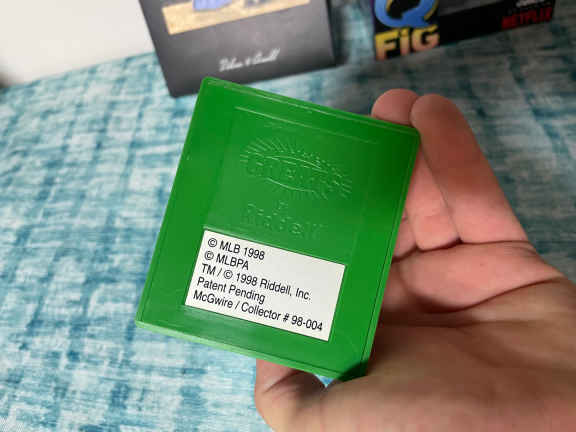 Q
FiG
NETFLIX
Riddell
© MLB 1998
© MLBPA
TM / © 1998 Riddell, Inc.
Patent Pending
McGwire / Collector # 98-004